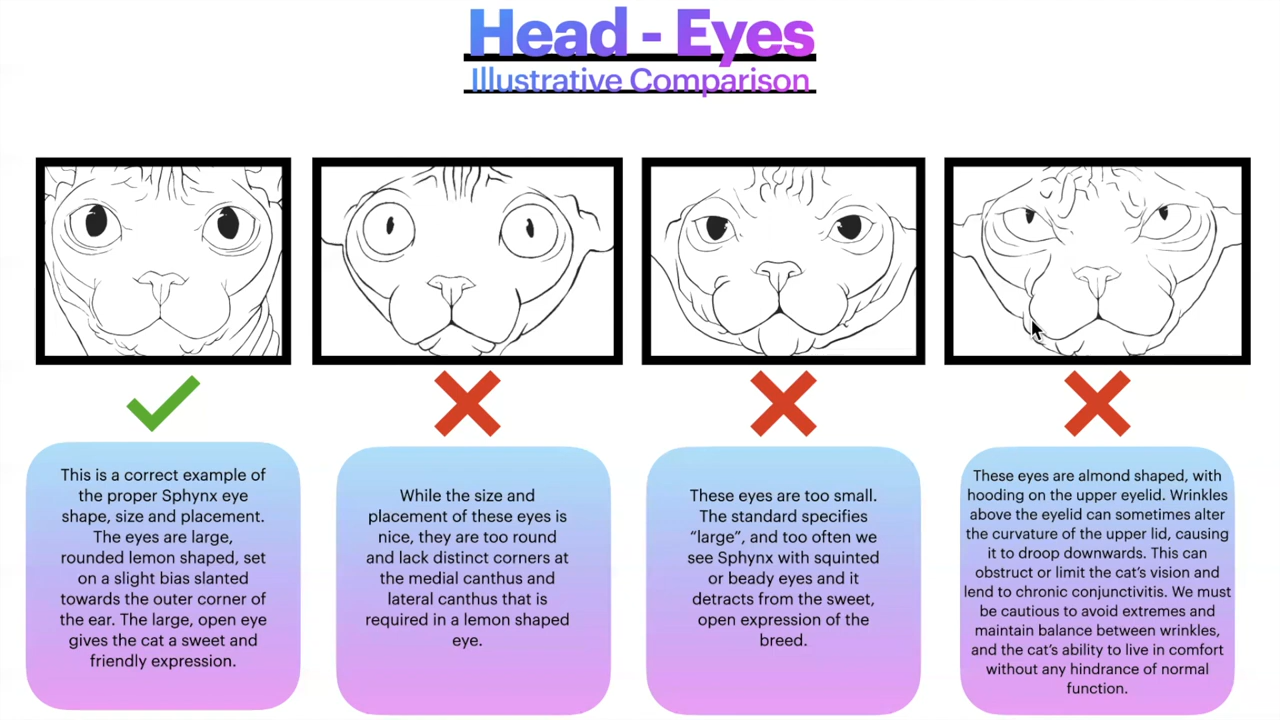 Head - Eyes
Illustrative Comparison
This is a correct example of
the proper Sphynx eye
shape, size and placement.
The eyes are large,
rounded lemon shaped, set
on a slight bias slanted
towards the outer corner of
the ear. The large, open eye
gives the cat a sweet and
friendly expression.
While the size and
placement of these eyes is
nice, they are too round
and lack distinct corners at
the medial canthus and
lateral canthus that is
required in a lemon shaped
eye.
These eyes are too small.
The standard specifies
“large”, and too often we
see Sphynx with squinted
or beady eyes and it
detracts from the sweet,
open expression of the
breed.
These eyes are almond shaped, with
hooding on the upper eyelid. Wrinkles
above the eyelid can sometimes alter
the curvature of the upper lid, causing
it to droop downwards. This can
obstruct or limit the cat’s vision and
lend to chronic conjunctivitis. We must
be cautious to avoid extremes and
maintain balance between wrinkles,
and the cat’s ability to live in comfort
without any hindrance of normal
function.